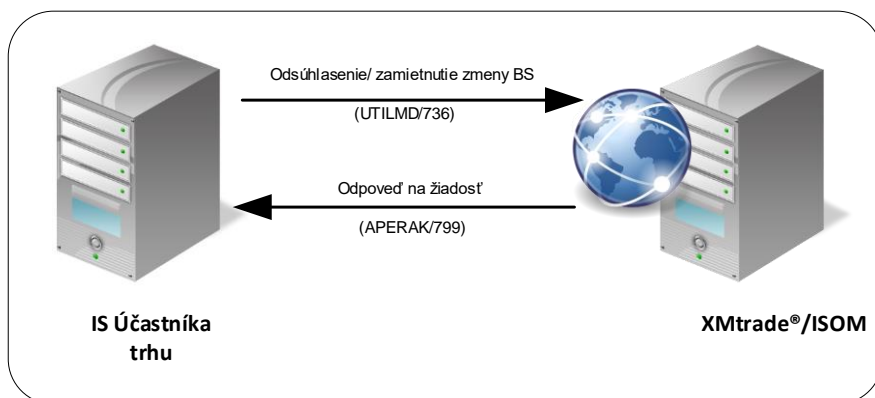 Odsúhlasenie/ zamietnutie zmeny BS
(UTILMD/736)
Odpoveď na žiadosť
(APERAK/799)
IS Účastníka
trhu
XMtrade®/ISOM